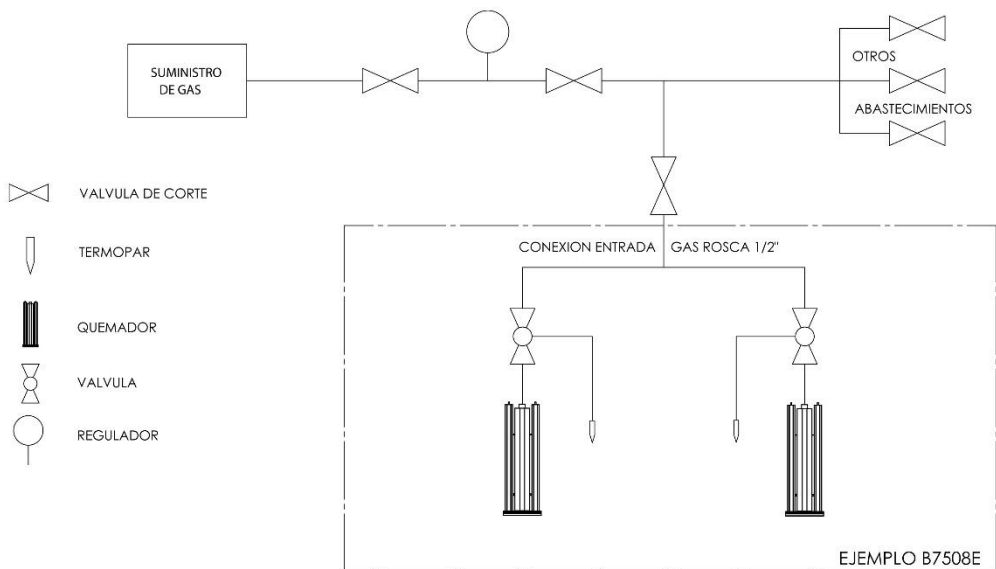 SUMINISTRO
DE GAS
OTROS
ABASTECIMIENTOS
VALVULA DE CORTE
TERMOPAR
QUEMADOR
VALVULA
REGULADOR
CONEXION ENTRADA GAS ROSCA 1/2"
EJEMPLO B7508E